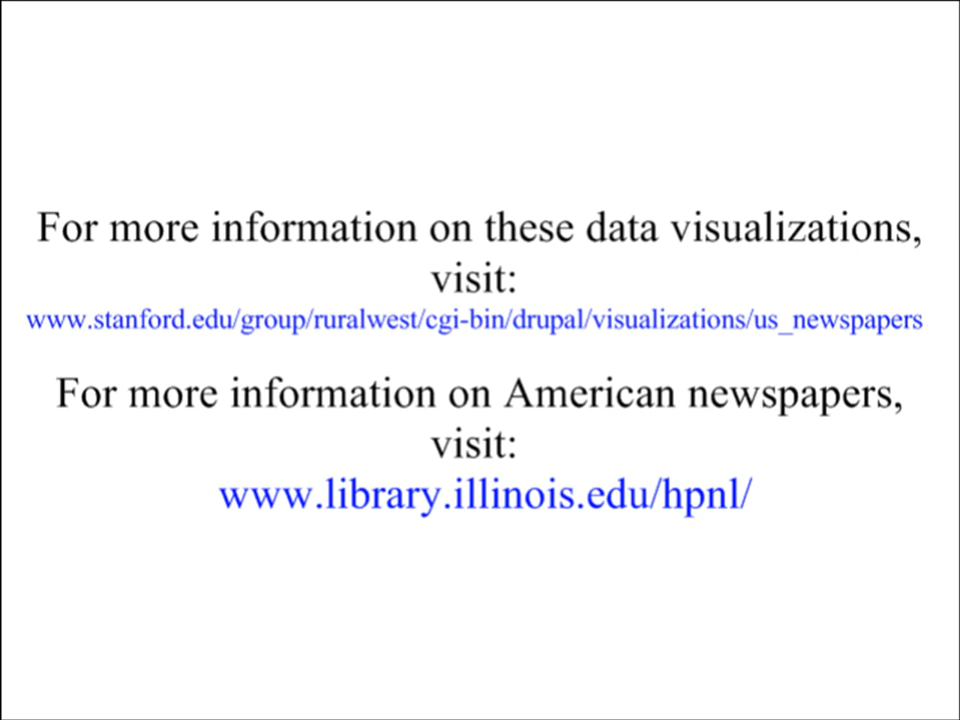 For more information on these data visualizations,
visit:
www.stanford.edu/group/ruralwest/cgi-bin/drupal/visualizations/us_newspapers
For more information on American newspapers,
visit:
www.library.illinois.edu/hpnl/